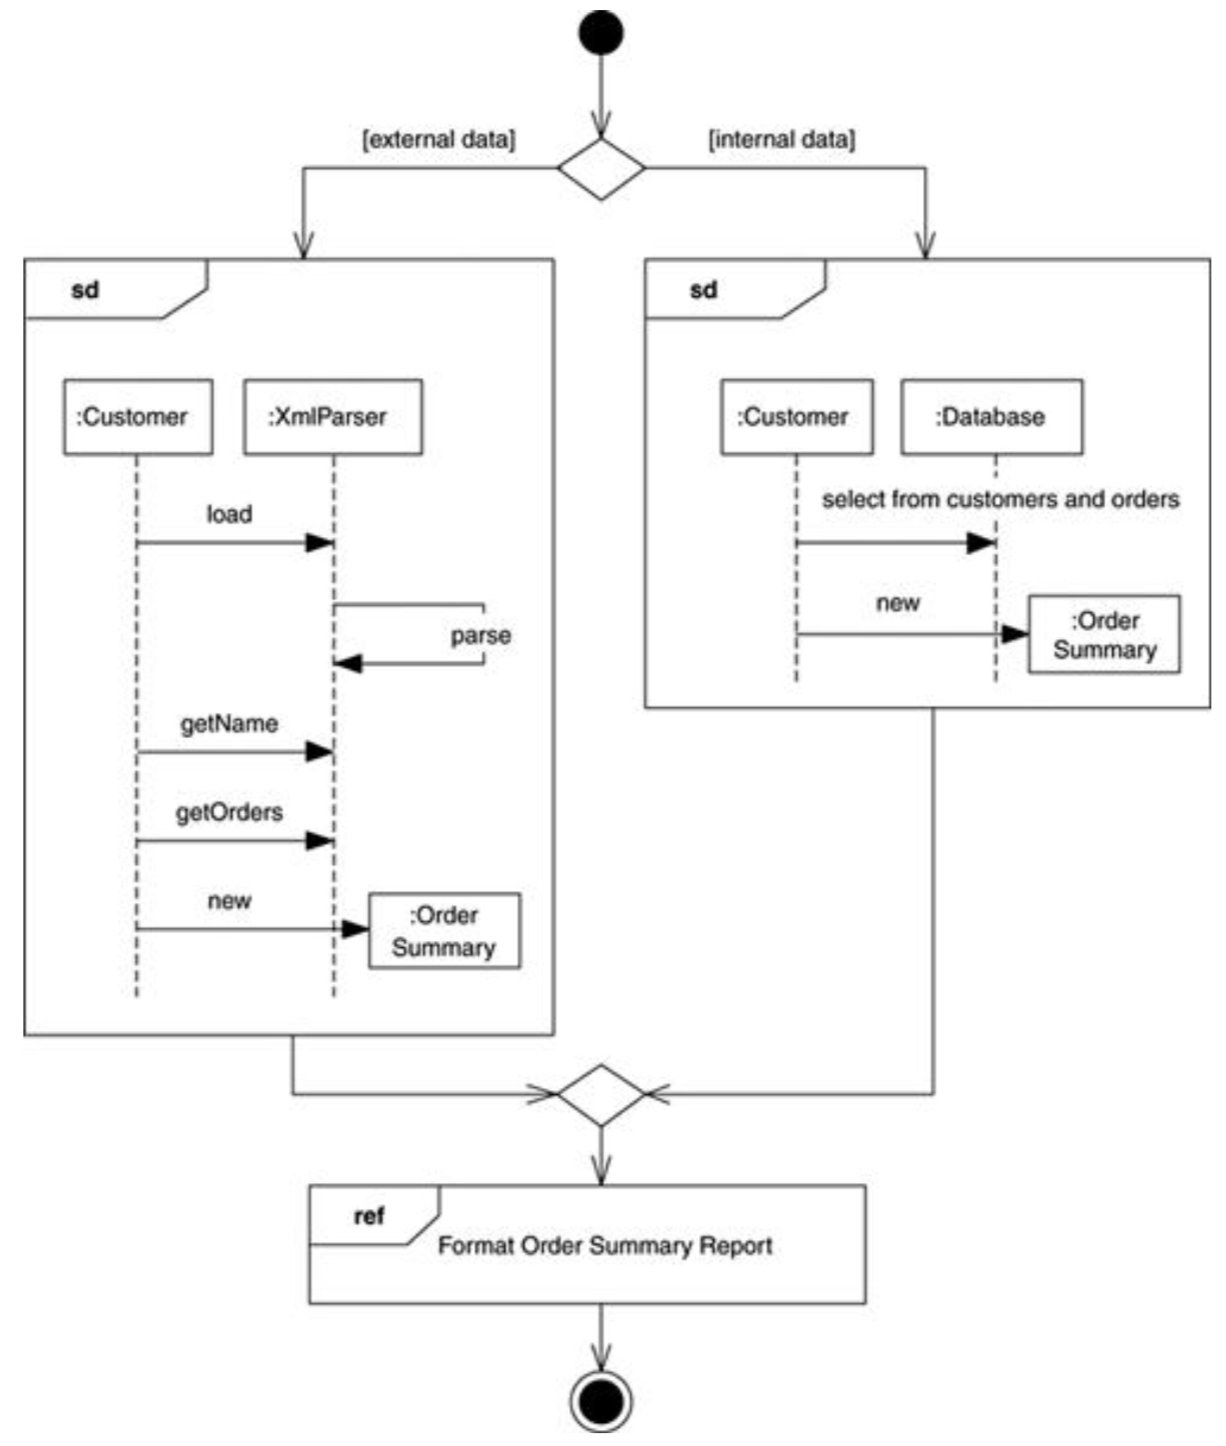 [external data]
[internal data]
sd
:Customer
:XmlParser
load
parse
getName
getOrders
new
:Order
Summary
sd
:Customer
:Database
select from customers and orders
new
:Order
Summary
ref
Format Order Summary Report